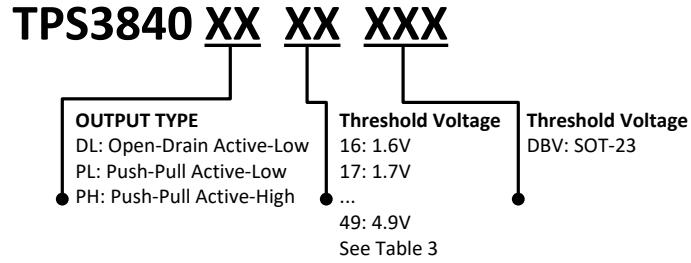 TPS3840 XX XX XXX
OUTPUT TYPE
DL: Open-Drain Active-Low
PL: Push-Pull Active-Low
PH: Push-Pull Active-High
Threshold Voltage
16: 1.6V
17: 1.7V
...
49: 4.9V
See Table 3
Threshold Voltage
DBV: SOT-23